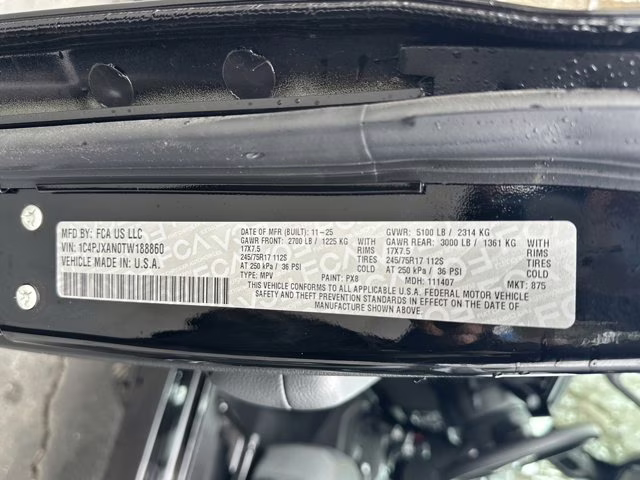 MFD BY: FCA US LLC
VIN: 1C4PJXAN0TW188860
VEHICLE MADE IN U.S.A.
DATE OF MFR (BUILT): 11-25 GVWR: 5100 LB / 2314 KG
GAWR FRONT: 2700 LB / 1225 KG WITH GAWR REAR: 3000 LB / 1361 KG WITH
17X7.5 RIMS 17X7.5 RIMS
245/75R17 112S TIRES 245/75R17 112S TIRES
AT 250 kPa / 36 PSI COLD AT 250 kPa / 36 PSI COLD
TYPE: MPV PAINT: PX8 MDH: 111407 MKT: 875
THIS VEHICLE CONFORMS TO ALL APPLICABLE U.S.A. FEDERAL MOTOR VEHICLE
SAFETY STANDARDS, BUMPER AND THEFT PREVENTION STANDARDS IN EFFECT ON THE DATE OF
MANUFACTURE SHOWN ABOVE.